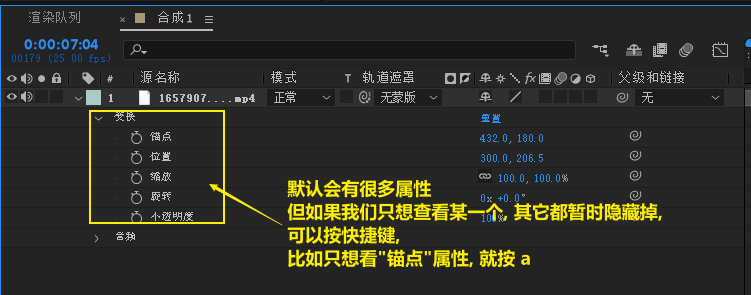 渲染队列
× 合成1 ≡
0:00:07:04
00179 (25.00 fps)
# 源名称 模式 T 轨道遮罩 父级和链接
1 1657907....mp4 正常 无蒙版 无
变换 重置
锚点 432.0, 180.0
位置 300.0, 206.5
缩放 100.0, 100.0%
旋转 0x +0.0°
不透明度
音频
默认会有很多属性
但如果我们只想查看某一个, 其它都暂时隐藏掉,
可以按快捷键,
比如只想看"锚点"属性, 就按 a